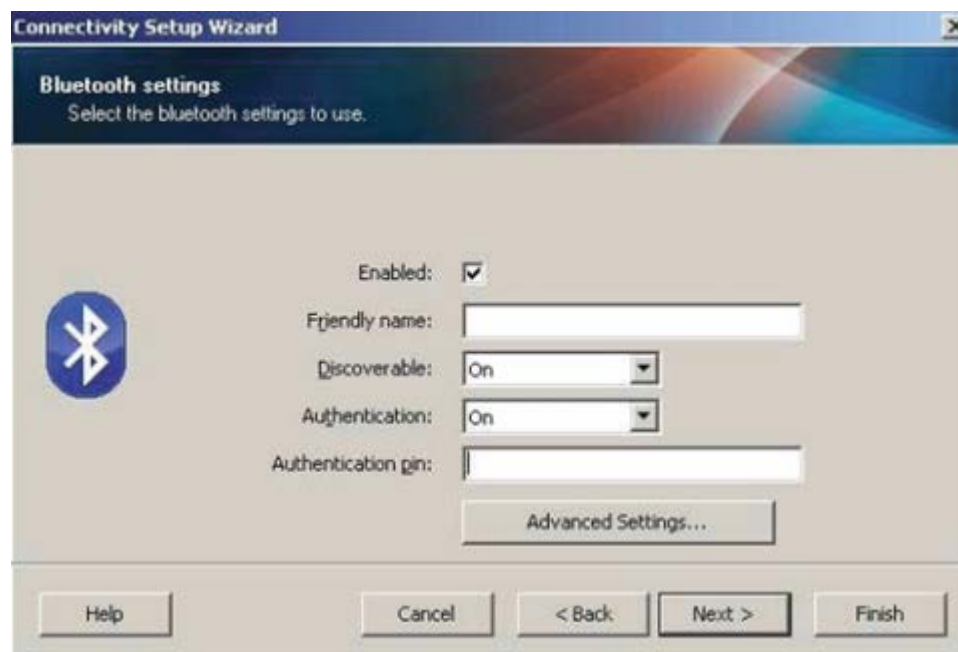 Connectivity Setup Wizard
Bluetooth settings
Select the bluetooth settings to use.
Enabled:
Friendly name:
Discoverable: On
Authentication: On
Authentication pin:
Advanced Settings...
Help Cancel < Back Next > Finish